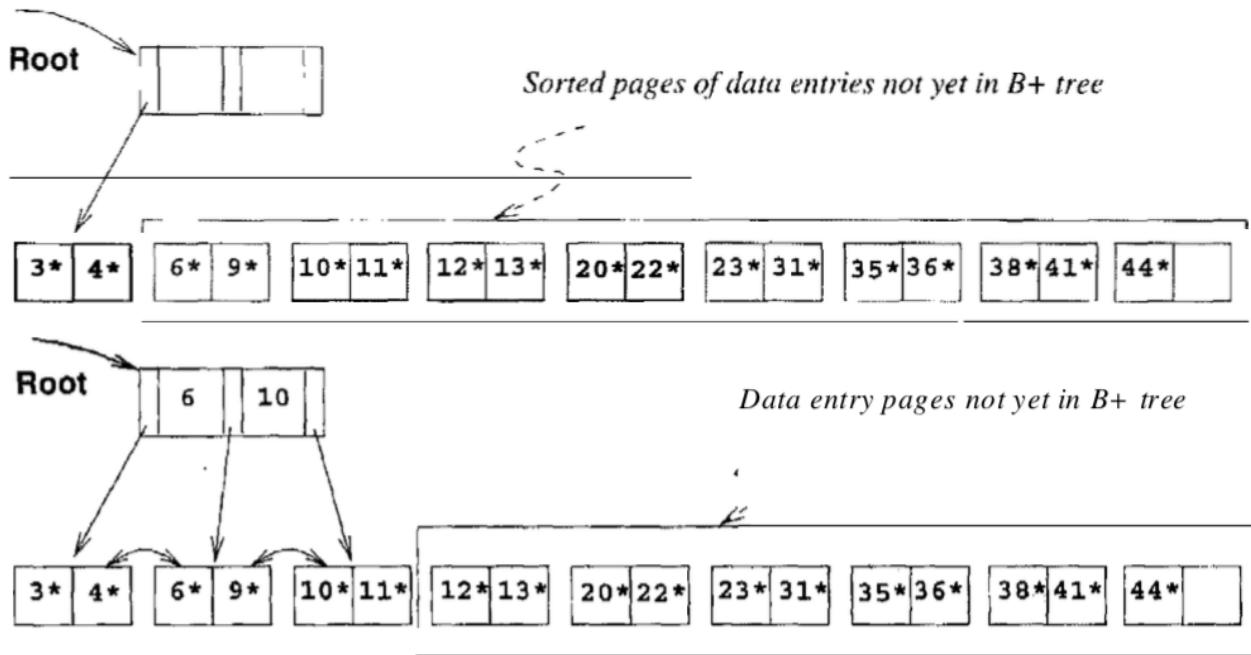 Root
Sorted pages of data entries not yet in B+ tree
3* 4* 6* 9* 10* 11* 12* 13* 20* 22* 23* 31* 35* 36* 38* 41* 44*
Root
6 10
Data entry pages not yet in B+ tree
3* 4* 6* 9* 10* 11* 12* 13* 20* 22* 23* 31* 35* 36* 38* 41* 44*